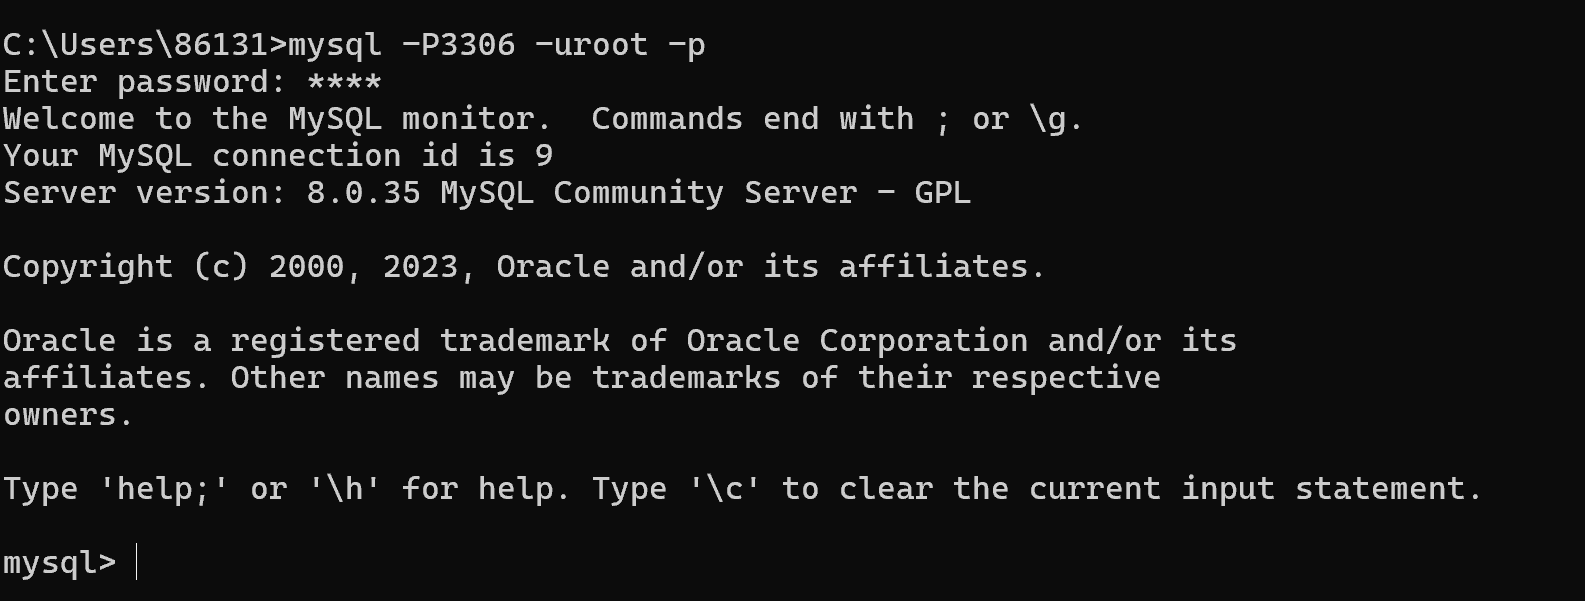 C:\Users\86131>mysql -P3306 -uroot -p
Enter password: ****
Welcome to the MySQL monitor.  Commands end with ; or \g.
Your MySQL connection id is 9
Server version: 8.0.35 MySQL Community Server - GPL
Copyright (c) 2000, 2023, Oracle and/or its affiliates.
Oracle is a registered trademark of Oracle Corporation and/or its
affiliates. Other names may be trademarks of their respective
owners.
Type 'help;' or '\h' for help. Type '\c' to clear the current input statement.
mysql>